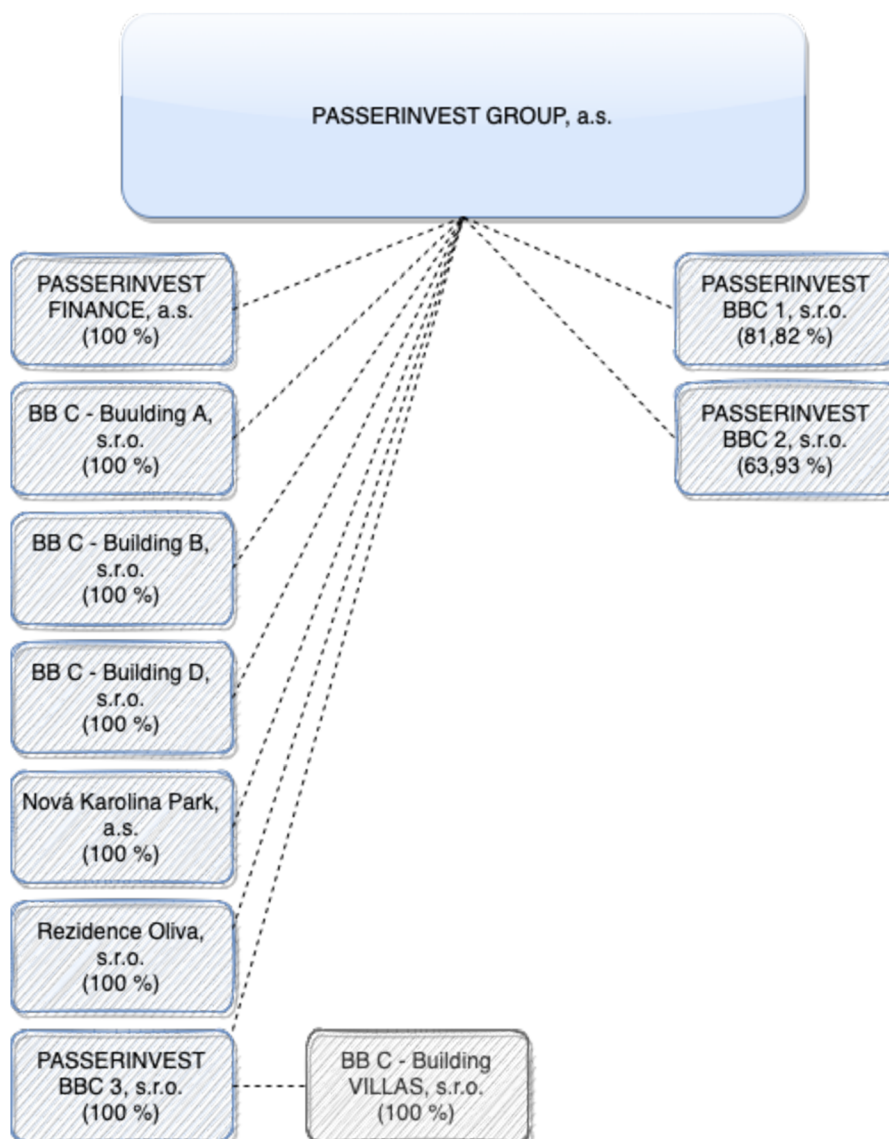 PASSERINVEST GROUP, a.s.
PASSERINVEST
FINANCE, a.s.
(100 %)
BB C - Buulding A,
s.r.o.
(100 %)
BB C - Building B,
s.r.o.
(100 %)
BB C - Building D,
s.r.o.
(100 %)
Nová Karolina Park,
a.s.
(100 %)
Rezidence Oliva,
s.r.o.
(100 %)
PASSERINVEST
BBC 3, s.r.o.
(100 %)
BB C - Building
VILLAS, s.r.o.
(100 %)
PASSERINVEST
BBC 1, s.r.o.
(81,82 %)
PASSERINVEST
BBC 2, s.r.o.
(63,93 %)